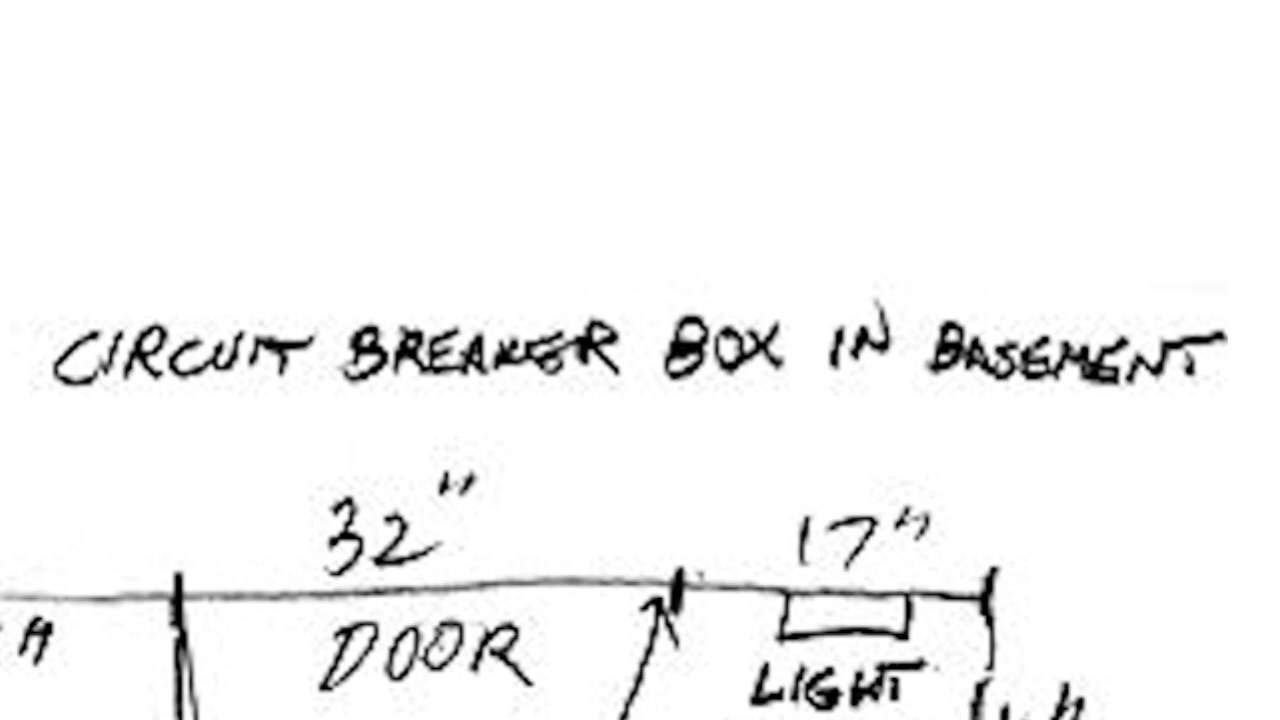 CIRCUIT BREAKER BOX IN BASEMENT
32"
17"
DOOR
LIGHT